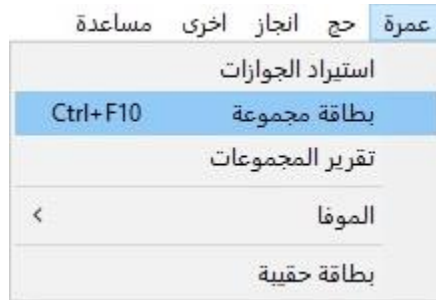 عمرة حج انجاز اخرى مساعدة
استيراد الجوازات
بطاقة مجموعة Ctrl+F10
تقرير المجموعات
الموفا
بطاقة حقيبة